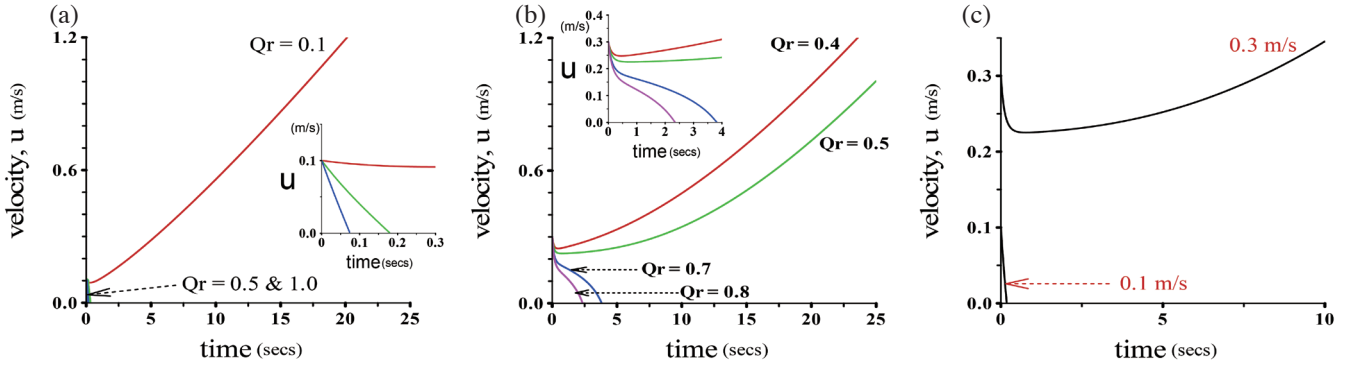 (a)
velocity, u (m/s)
1.2
0.6
0.0
Qr = 0.1
Qr = 0.5 & 1.0
(m/s)
u
0.1
0.0
0 0.1 0.2 0.3
time (secs)
0 5 10 15 20 25
time (secs)
(b)
velocity, u (m/s)
1.2
0.6
0.0
(m/s)
u
0.4
0.3
0.2
0.1
0.0
0 1 2 3 4
time (secs)
Qr = 0.4
Qr = 0.5
Qr = 0.7
Qr = 0.8
0 5 10 15 20 25
time (secs)
(c)
velocity, u (m/s)
0.3
0.2
0.1
0.0
0.3 m/s
0.1 m/s
0 5 10
time (secs)